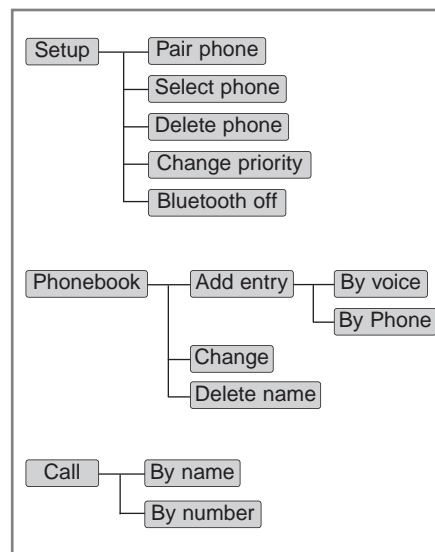 Setup
Pair phone
Select phone
Delete phone
Change priority
Bluetooth off
Phonebook
Add entry
By voice
By Phone
Change
Delete name
Call
By name
By number